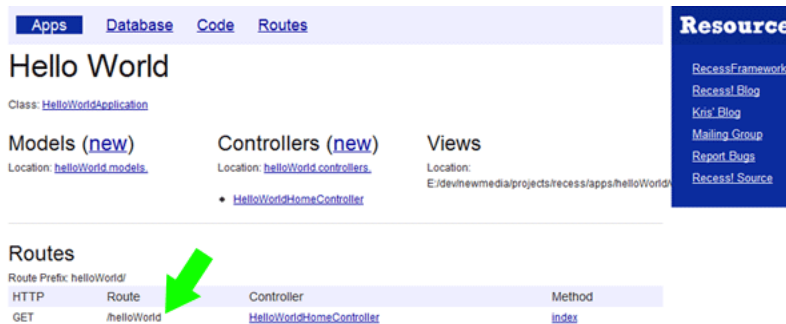 Apps Database Code Routes
Hello World
Class: HelloWorldApplication
Models (new) Controllers (new) Views
Location: helloWorld.models. Location: helloWorld.controllers. Location:
E:/dev/newmedia/projects/recess/apps/helloWorld/
HelloWorldHomeController
Routes
Route Prefix: helloWorld/
HTTP Route Controller Method
GET /helloWorld HelloWorldHomeController index
Resource
RecessFramework
Recess! Blog
Kris' Blog
Mailing Group
Report Bugs
Recess! Source